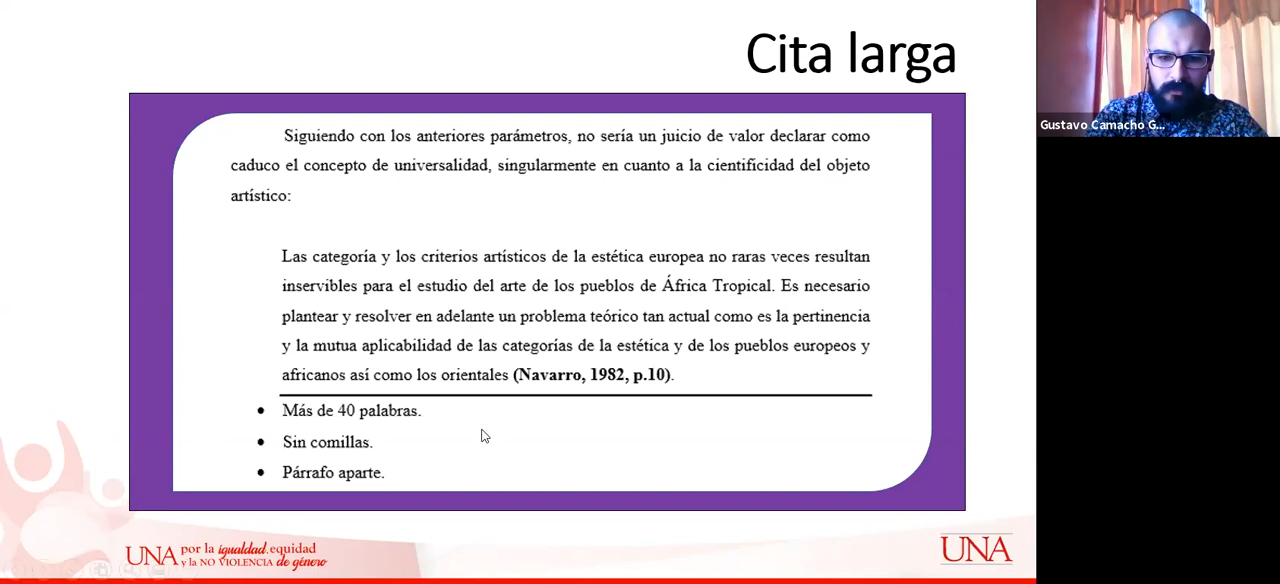 Cita larga
Siguiendo con los anteriores parámetros, no sería un juicio de valor declarar como
caduco el concepto de universalidad, singularmente en cuanto a la cientificidad del objeto
artístico:
Las categoría y los criterios artísticos de la estética europea no raras veces resultan
inservibles para el estudio del arte de los pueblos de África Tropical. Es necesario
plantear y resolver en adelante un problema teórico tan actual como es la pertinencia
y la mutua aplicabilidad de las categorías de la estética y de los pueblos europeos y
africanos así como los orientales (Navarro, 1982, p.10).
• Más de 40 palabras.
• Sin comillas.
• Párrafo aparte.
UNA por la igualdad, equidad
y la NO VIOLENCIA de género
UNA
Gustavo Camacho G...